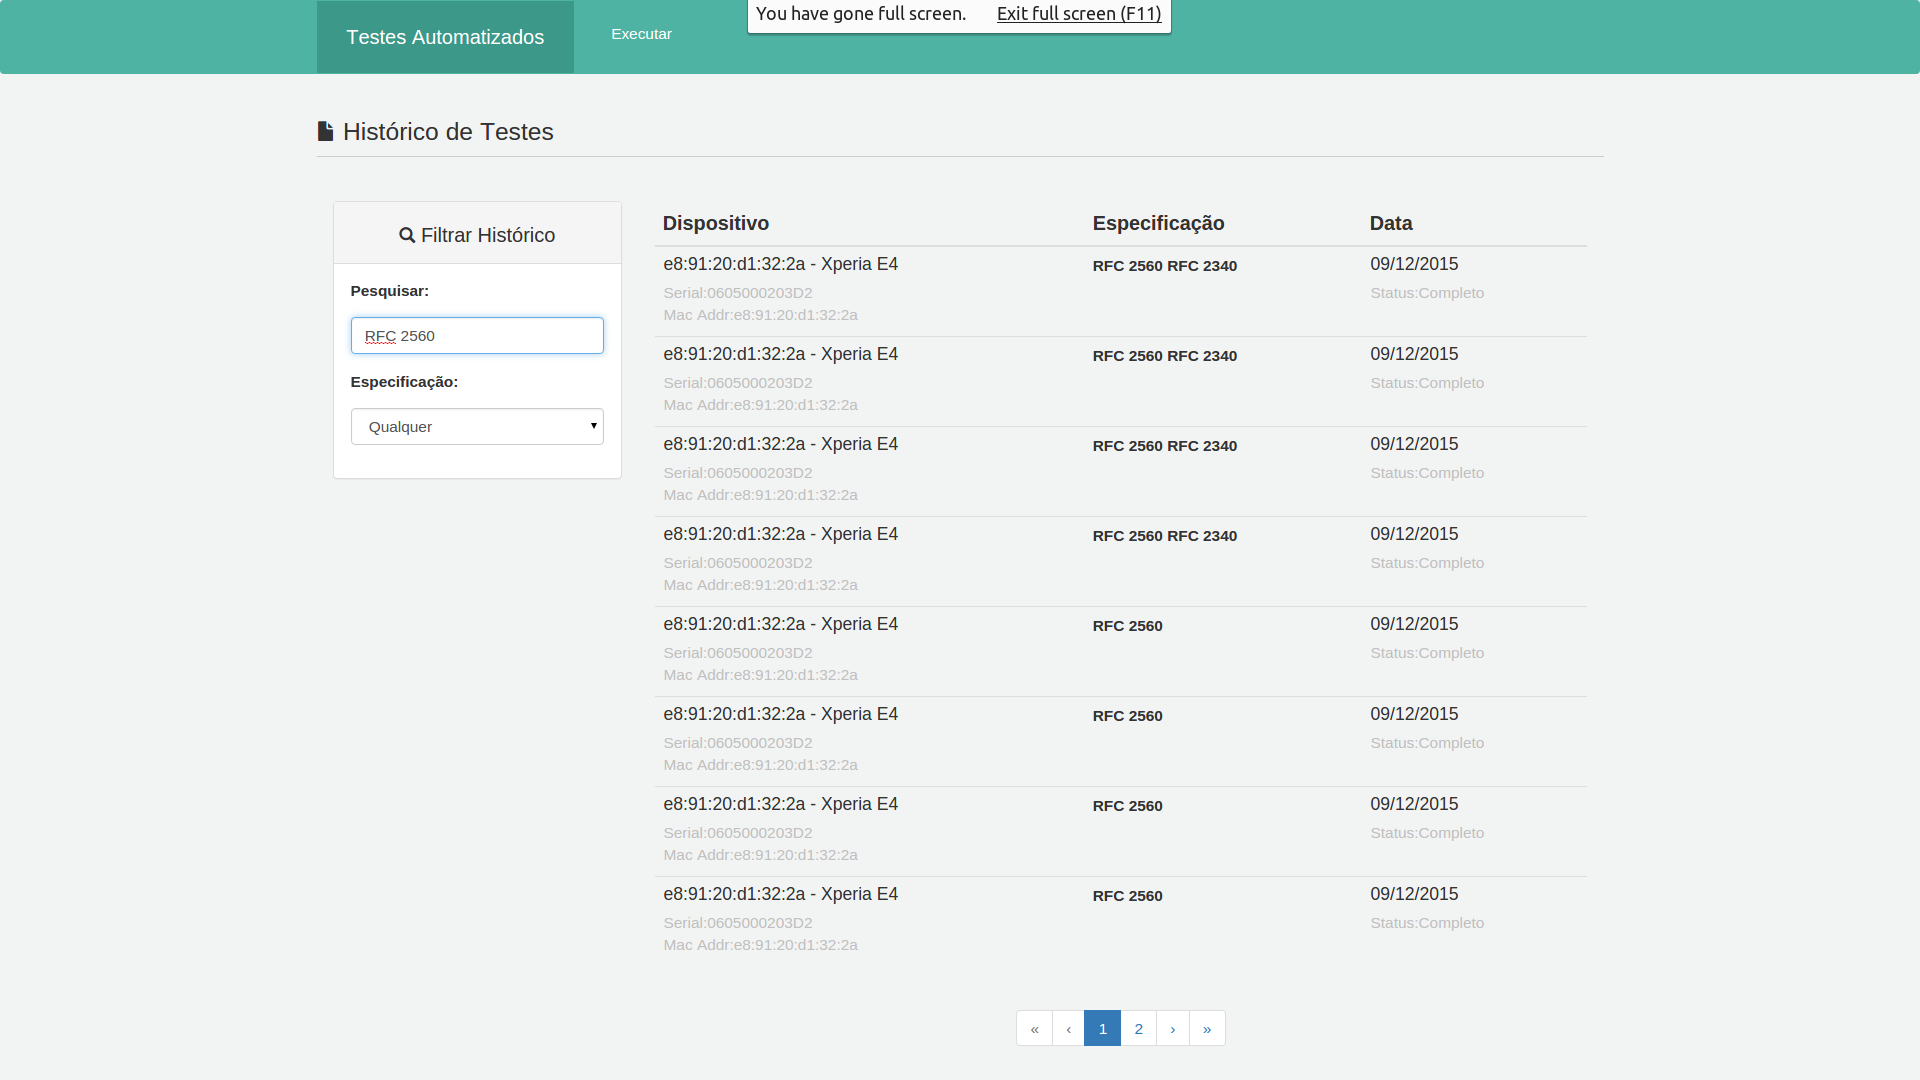 Testes Automatizados
Executar
You have gone full screen. Exit full screen (F11)
Histórico de Testes
Filtrar Histórico
Pesquisar:
RFC 2560
Especificação:
Qualquer
Dispositivo Especificação Data
e8:91:20:d1:32:2a - Xperia E4 RFC 2560 RFC 2340 09/12/2015
Serial:0605000203D2 Status:Completo
Mac Addr:e8:91:20:d1:32:2a
e8:91:20:d1:32:2a - Xperia E4 RFC 2560 RFC 2340 09/12/2015
Serial:0605000203D2 Status:Completo
Mac Addr:e8:91:20:d1:32:2a
e8:91:20:d1:32:2a - Xperia E4 RFC 2560 RFC 2340 09/12/2015
Serial:0605000203D2 Status:Completo
Mac Addr:e8:91:20:d1:32:2a
e8:91:20:d1:32:2a - Xperia E4 RFC 2560 RFC 2340 09/12/2015
Serial:0605000203D2 Status:Completo
Mac Addr:e8:91:20:d1:32:2a
e8:91:20:d1:32:2a - Xperia E4 RFC 2560 09/12/2015
Serial:0605000203D2 Status:Completo
Mac Addr:e8:91:20:d1:32:2a
e8:91:20:d1:32:2a - Xperia E4 RFC 2560 09/12/2015
Serial:0605000203D2 Status:Completo
Mac Addr:e8:91:20:d1:32:2a
e8:91:20:d1:32:2a - Xperia E4 RFC 2560 09/12/2015
Serial:0605000203D2 Status:Completo
Mac Addr:e8:91:20:d1:32:2a
e8:91:20:d1:32:2a - Xperia E4 RFC 2560 09/12/2015
Serial:0605000203D2 Status:Completo
Mac Addr:e8:91:20:d1:32:2a
« ‹ 1 2 › »